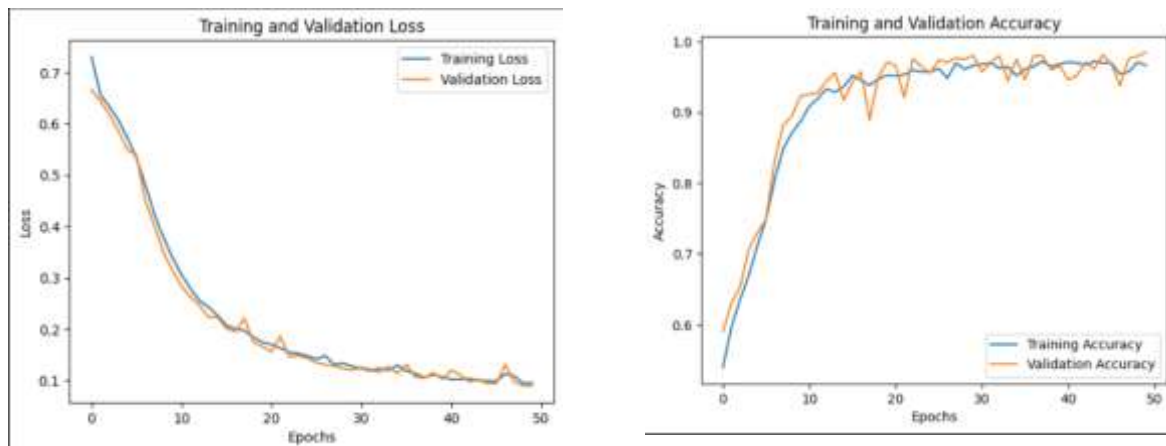 Training and Validation Loss
Training Loss
Validation Loss
0.7
0.6
0.5
0.4
0.3
0.2
0.1
Loss
0 10 20 30 40 50
Epochs
Training and Validation Accuracy
1.0
0.9
0.8
0.7
0.6
Accuracy
Training Accuracy
Validation Accuracy
0 10 20 30 40 50
Epochs